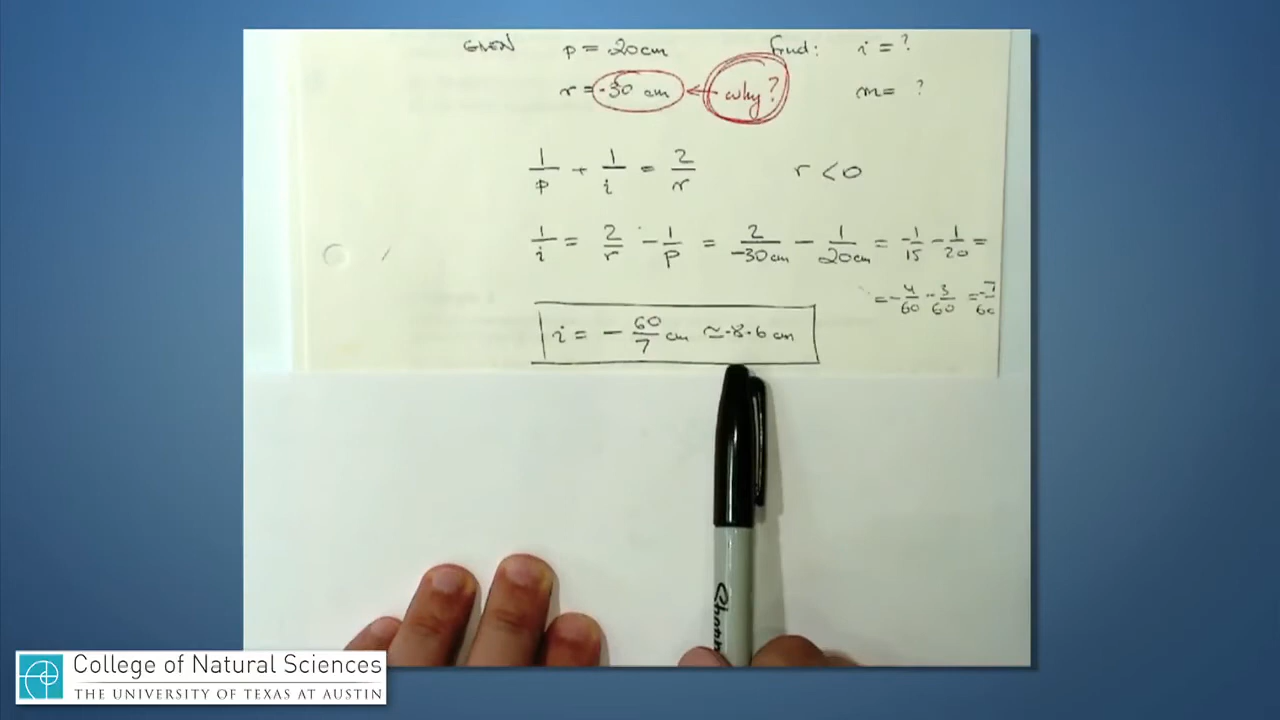 GIVEN p = 20cm Find: i = ?
r = -30 cm ← why? m= ?
1/p + 1/i = 2/r r < 0
1/i = 2/r - 1/p = 2/-30cm - 1/20cm = -1/15 - 1/20 =
= -4/60 - 3/60 = -7/60
i = - 60/7 cm ≃ -8.6 cm
College of Natural Sciences
THE UNIVERSITY OF TEXAS AT AUSTIN